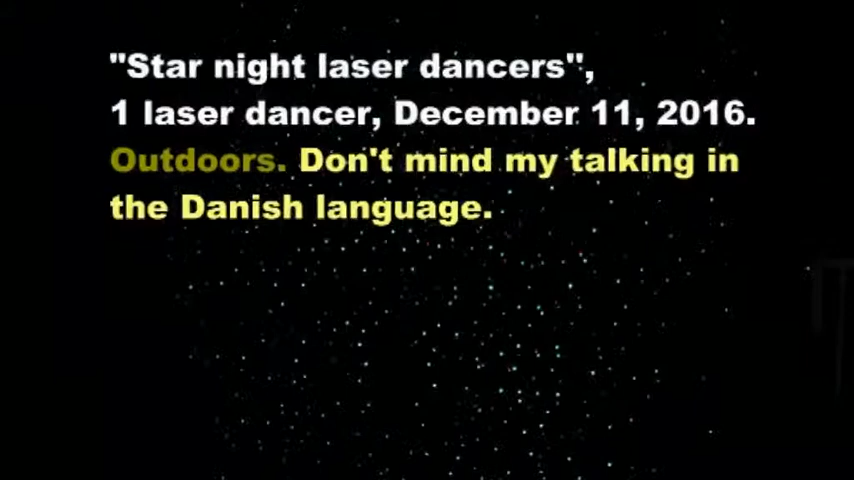 "Star night laser dancers",
1 laser dancer, December 11, 2016.
Outdoors. Don't mind my talking in
the Danish language.